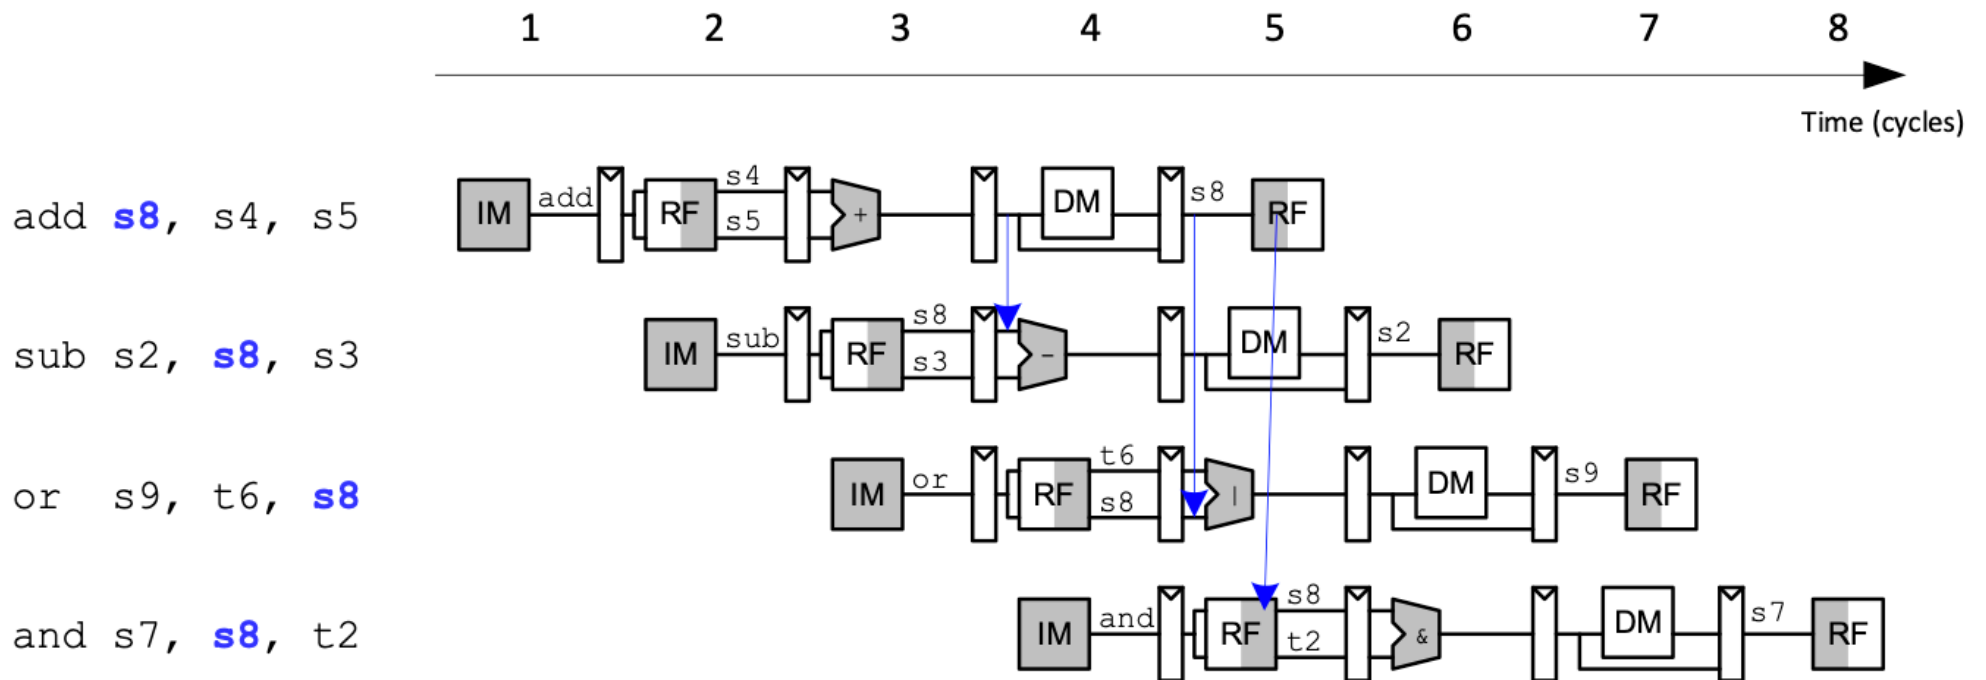 1 2 3 4 5 6 7 8
Time (cycles)
add s8, s4, s5 IM add RF s4 s5 + DM s8 RF
sub s2, s8, s3 IM sub RF s8 s3 - DM s2 RF
or s9, t6, s8 IM or RF t6 s8 | DM s9 RF
and s7, s8, t2 IM and RF s8 t2 & DM s7 RF